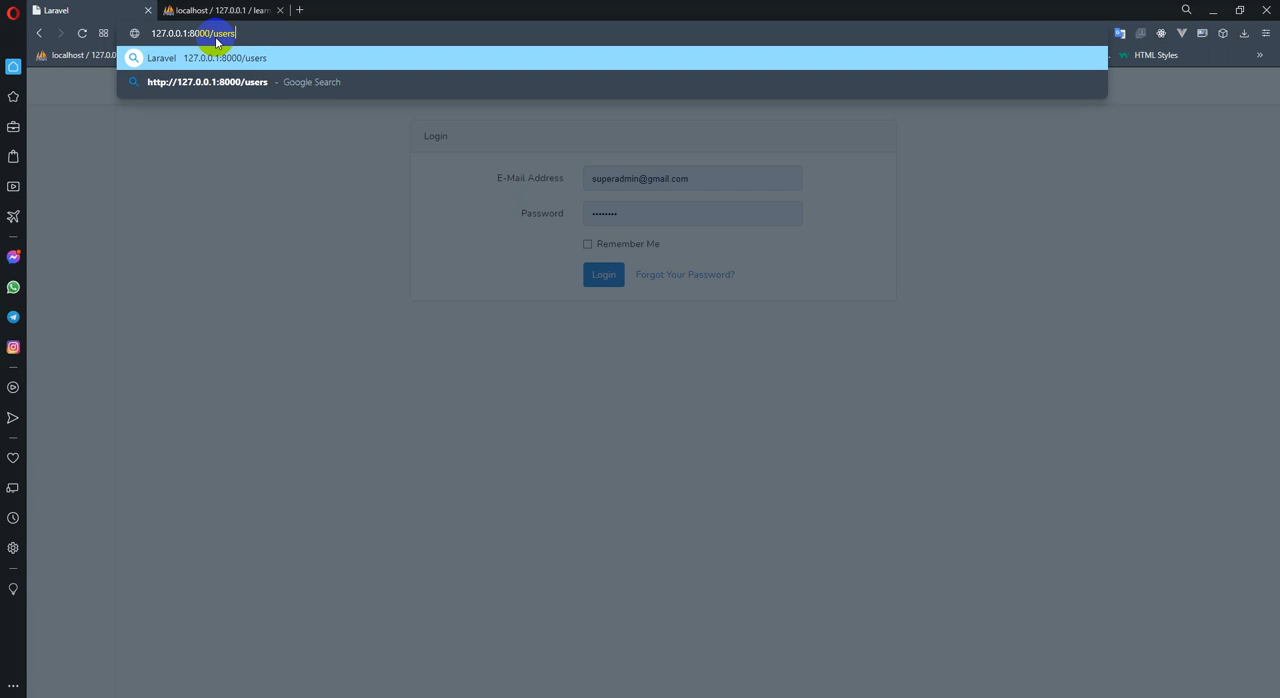 Laravel
localhost / 127.0.0.1 / lear
127.0.0.1:8000/users
localhost / 127.0.0
Laravel 127.0.0.1:8000/users
HTML Styles
http://127.0.0.1:8000/users - Google Search
Login
E-Mail Address superadmin@gmail.com
Password ••••••••
Remember Me
Login Forgot Your Password?